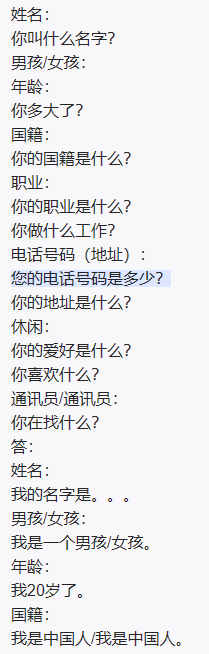 姓名：
你叫什么名字？
男孩/女孩：
年龄：
你多大了？
国籍：
你的国籍是什么？
职业：
你的职业是什么？
你做什么工作？
电话号码（地址）：
您的电话号码是多少？
你的地址是什么？
休闲：
你的爱好是什么？
你喜欢什么？
通讯员/通讯员：
你在找什么？
答：
姓名：
我的名字是。。。
男孩/女孩：
我是一个男孩/女孩。
年龄：
我20岁了。
国籍：
我是中国人/我是中国人。